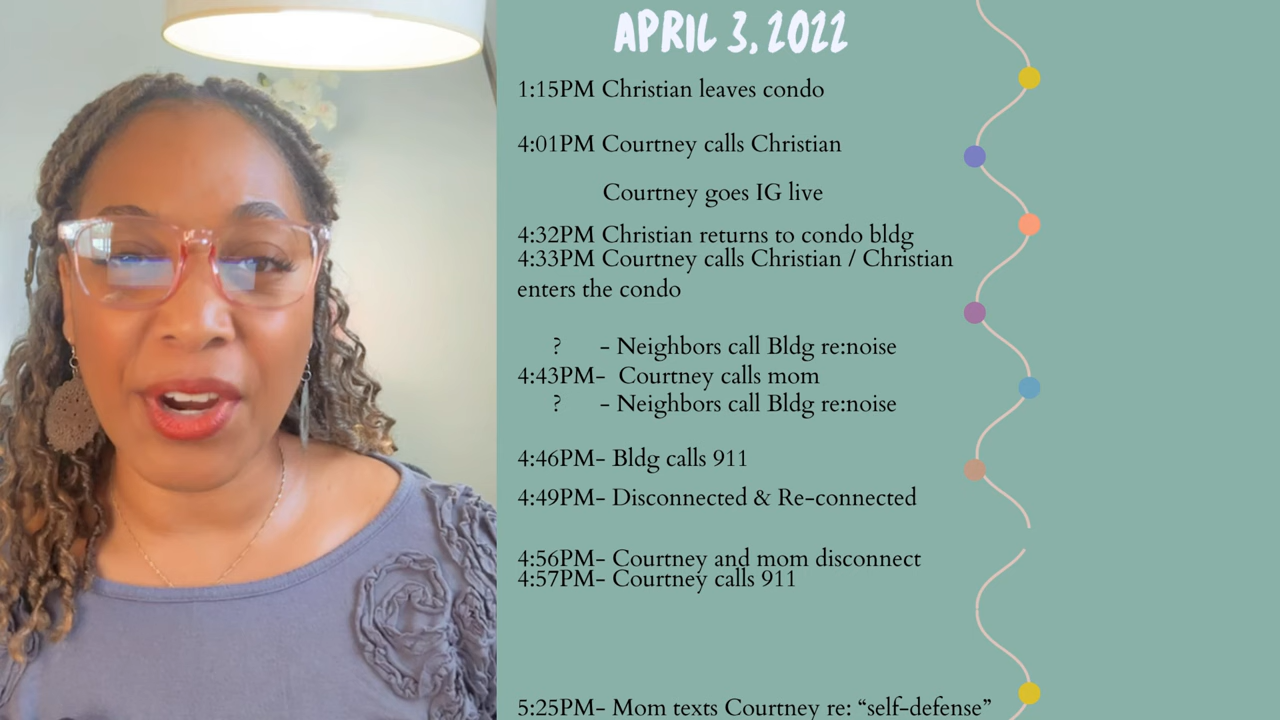 APRIL 3, 2022
1:15PM Christian leaves condo
4:01PM Courtney calls Christian
Courtney goes IG live
4:32PM Christian returns to condo bldg
4:33PM Courtney calls Christian / Christian
enters the condo
? - Neighbors call Bldg re:noise
4:43PM- Courtney calls mom
? - Neighbors call Bldg re:noise
4:46PM- Bldg calls 911
4:49PM- Disconnected & Re-connected
4:56PM- Courtney and mom disconnect
4:57PM- Courtney calls 911
5:25PM- Mom texts Courtney re: “self-defense”